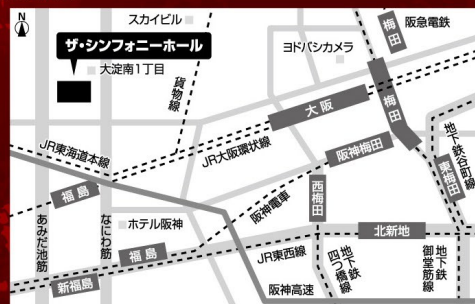 N
スカイビル
ザ・シンフォニーホール
大淀南1丁目
貨物線
ヨドバシカメラ
梅田
阪急電鉄
大阪
梅田
JR東海道本線
JR大阪環状線
阪神梅田
地下鉄谷町線
東梅田
福島
西梅田
阪神電車
あみだ池筋
なにわ筋
ホテル阪神
北新地
福島
新福島
JR東西線
阪神高速
地下鉄
四つ橋線
地下鉄
御堂筋線